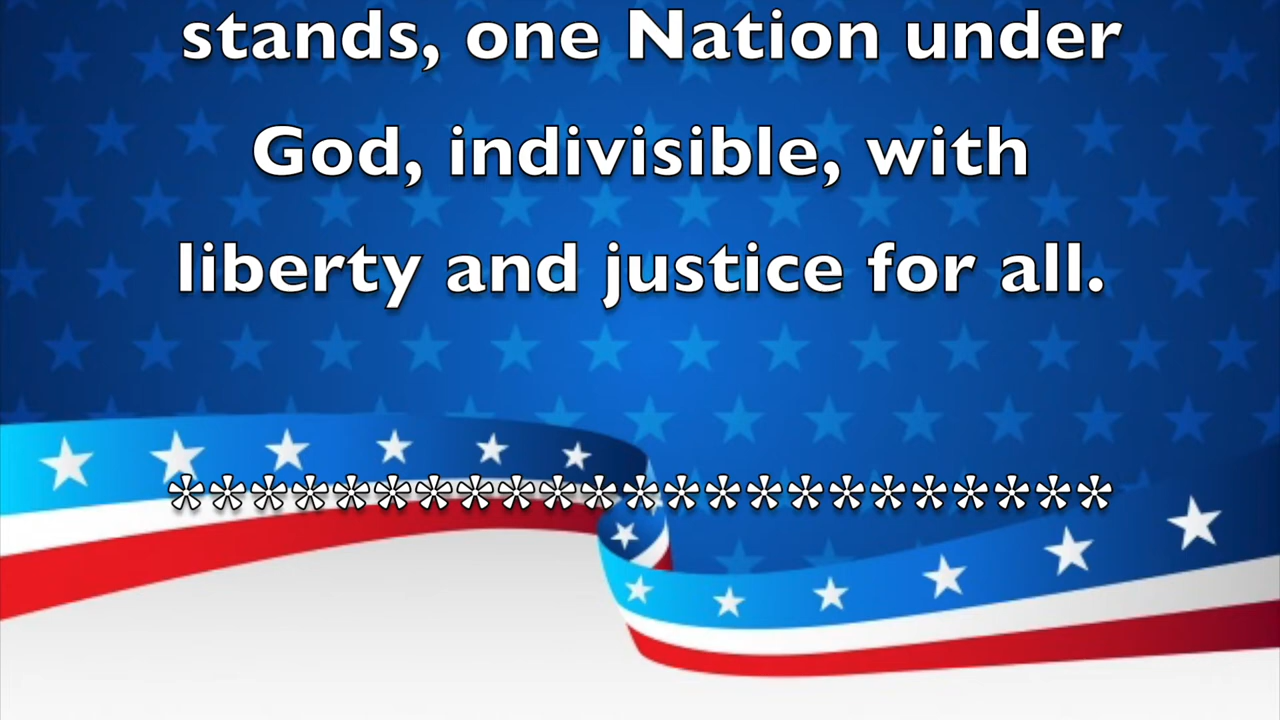 stands, one Nation under
God, indivisible, with
liberty and justice for all.
***********************